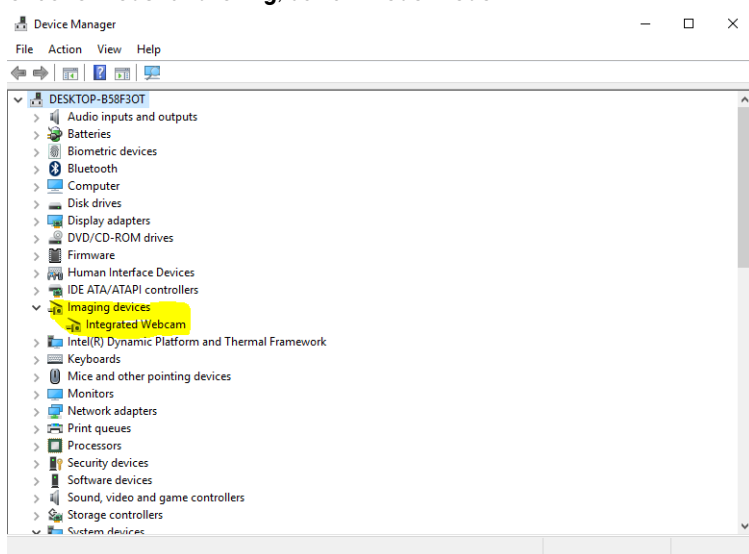 Device Manager
File Action View Help
DESKTOP-B58F3OT
Audio inputs and outputs
Batteries
Biometric devices
Bluetooth
Computer
Disk drives
Display adapters
DVD/CD-ROM drives
Firmware
Human Interface Devices
IDE ATA/ATAPI controllers
Imaging devices
Integrated Webcam
Intel(R) Dynamic Platform and Thermal Framework
Keyboards
Mice and other pointing devices
Monitors
Network adapters
Print queues
Processors
Security devices
Software devices
Sound, video and game controllers
Storage controllers
System devices